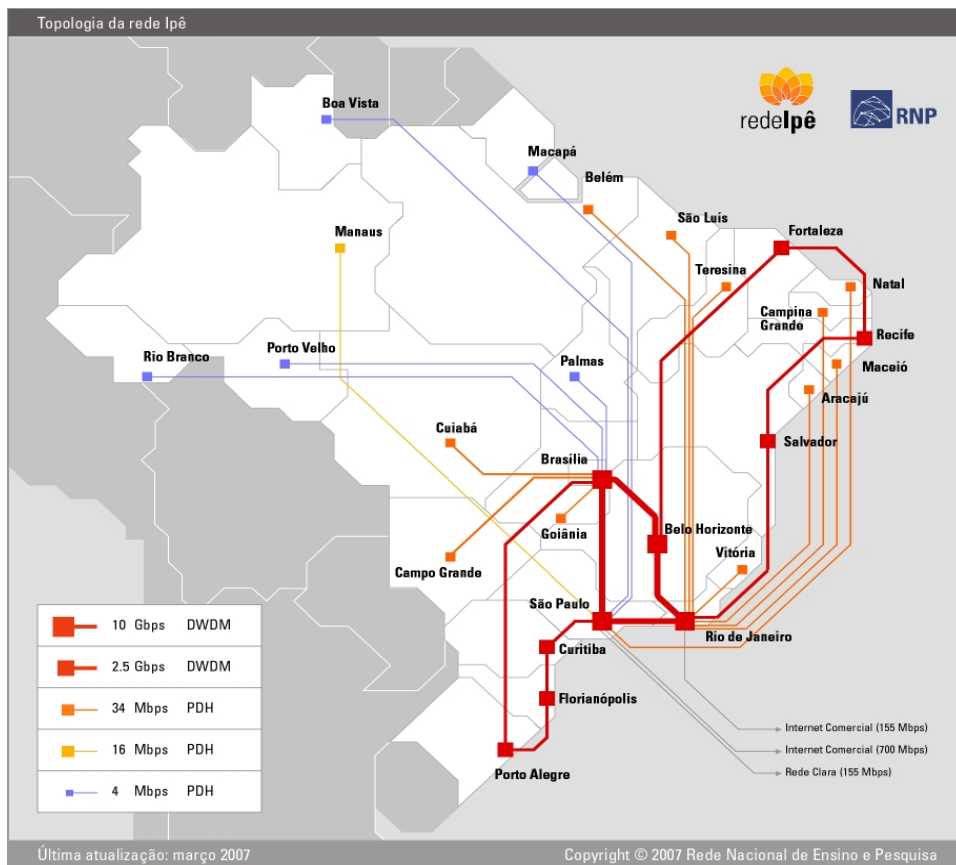 Topologia da rede Ipê
redeIpê
RNP
Boa Vista
Macapá
Belém
São Luís
Manaus
Fortaleza
Teresina
Natal
Campina
Grande
Recife
Rio Branco
Porto Velho
Palmas
Maceió
Aracajú
Cuiabá
Salvador
Brasília
Goiânia
Belo Horizonte
Vitória
Campo Grande
São Paulo
Rio de Janeiro
Curitiba
Florianópolis
Porto Alegre
10 Gbps DWDM
2.5 Gbps DWDM
34 Mbps PDH
16 Mbps PDH
4 Mbps PDH
Internet Comercial (155 Mbps)
Internet Comercial (700 Mbps)
Rede Clara (155 Mbps)
Última atualização: março 2007
Copyright © 2007 Rede Nacional de Ensino e Pesquisa